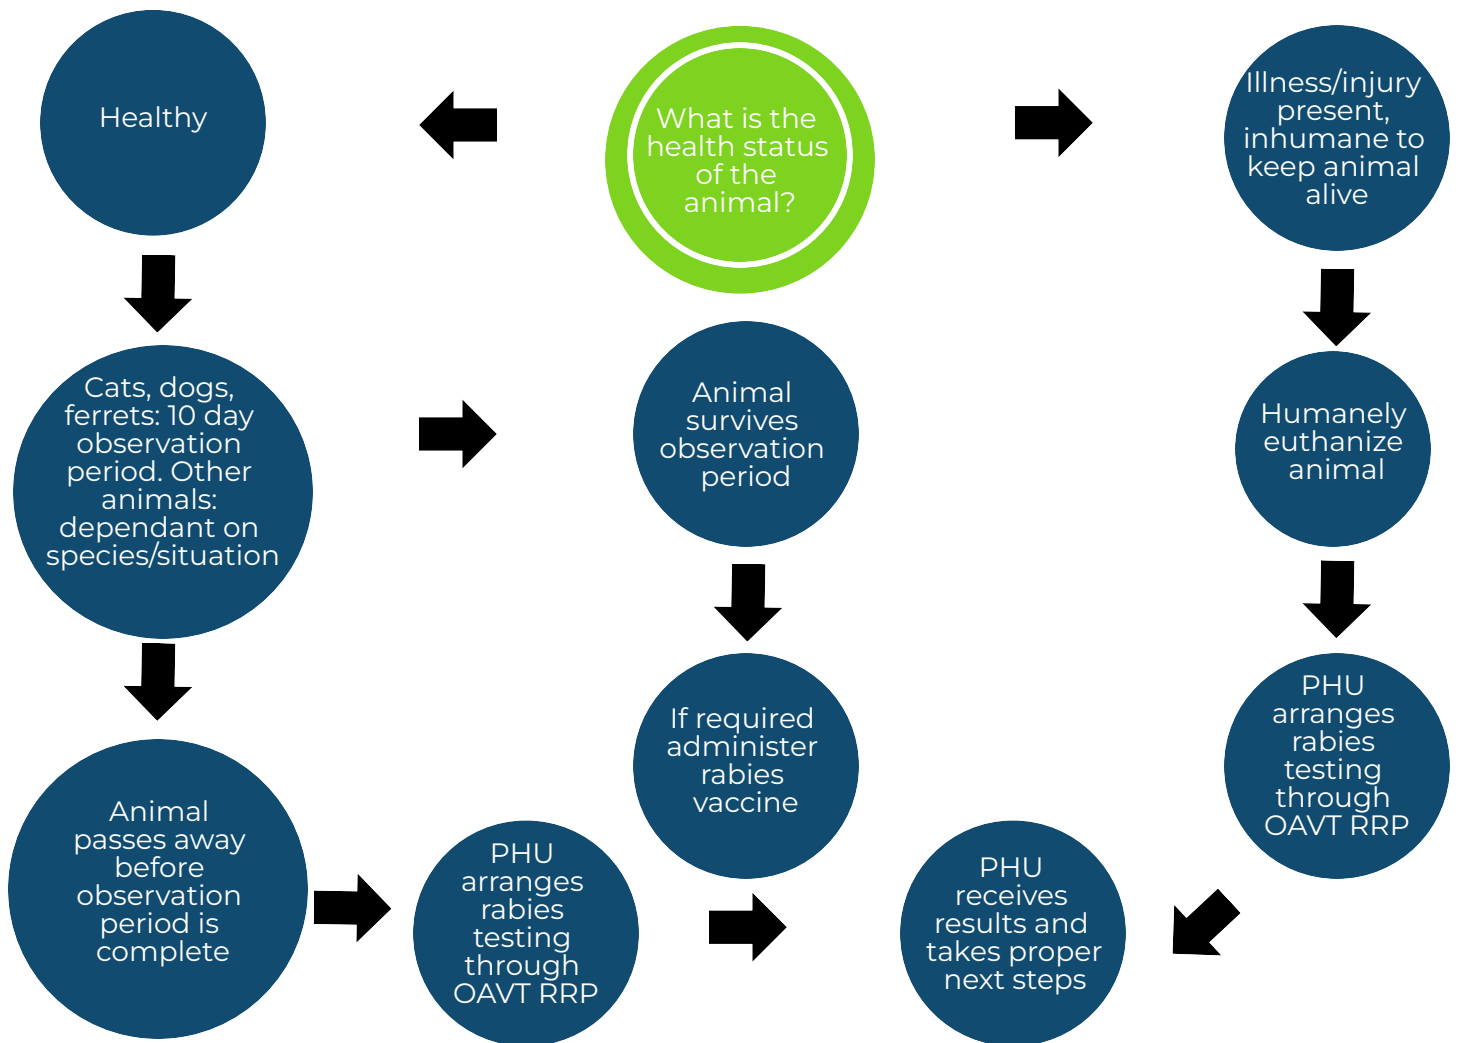 Healthy
What is the
health status
of the
animal?
Illness/injury
present,
inhumane to
keep animal
alive
Cats, dogs,
ferrets: 10 day
observation
period. Other
animals:
dependant on
species/situation
Animal
survives
observation
period
Humanely
euthanize
animal
If required
administer
rabies
vaccine
PHU
arranges
rabies
testing
through
OAVT RRP
Animal
passes away
before
observation
period is
complete
PHU
arranges
rabies
testing
through
OAVT RRP
PHU
receives
results and
takes proper
next steps